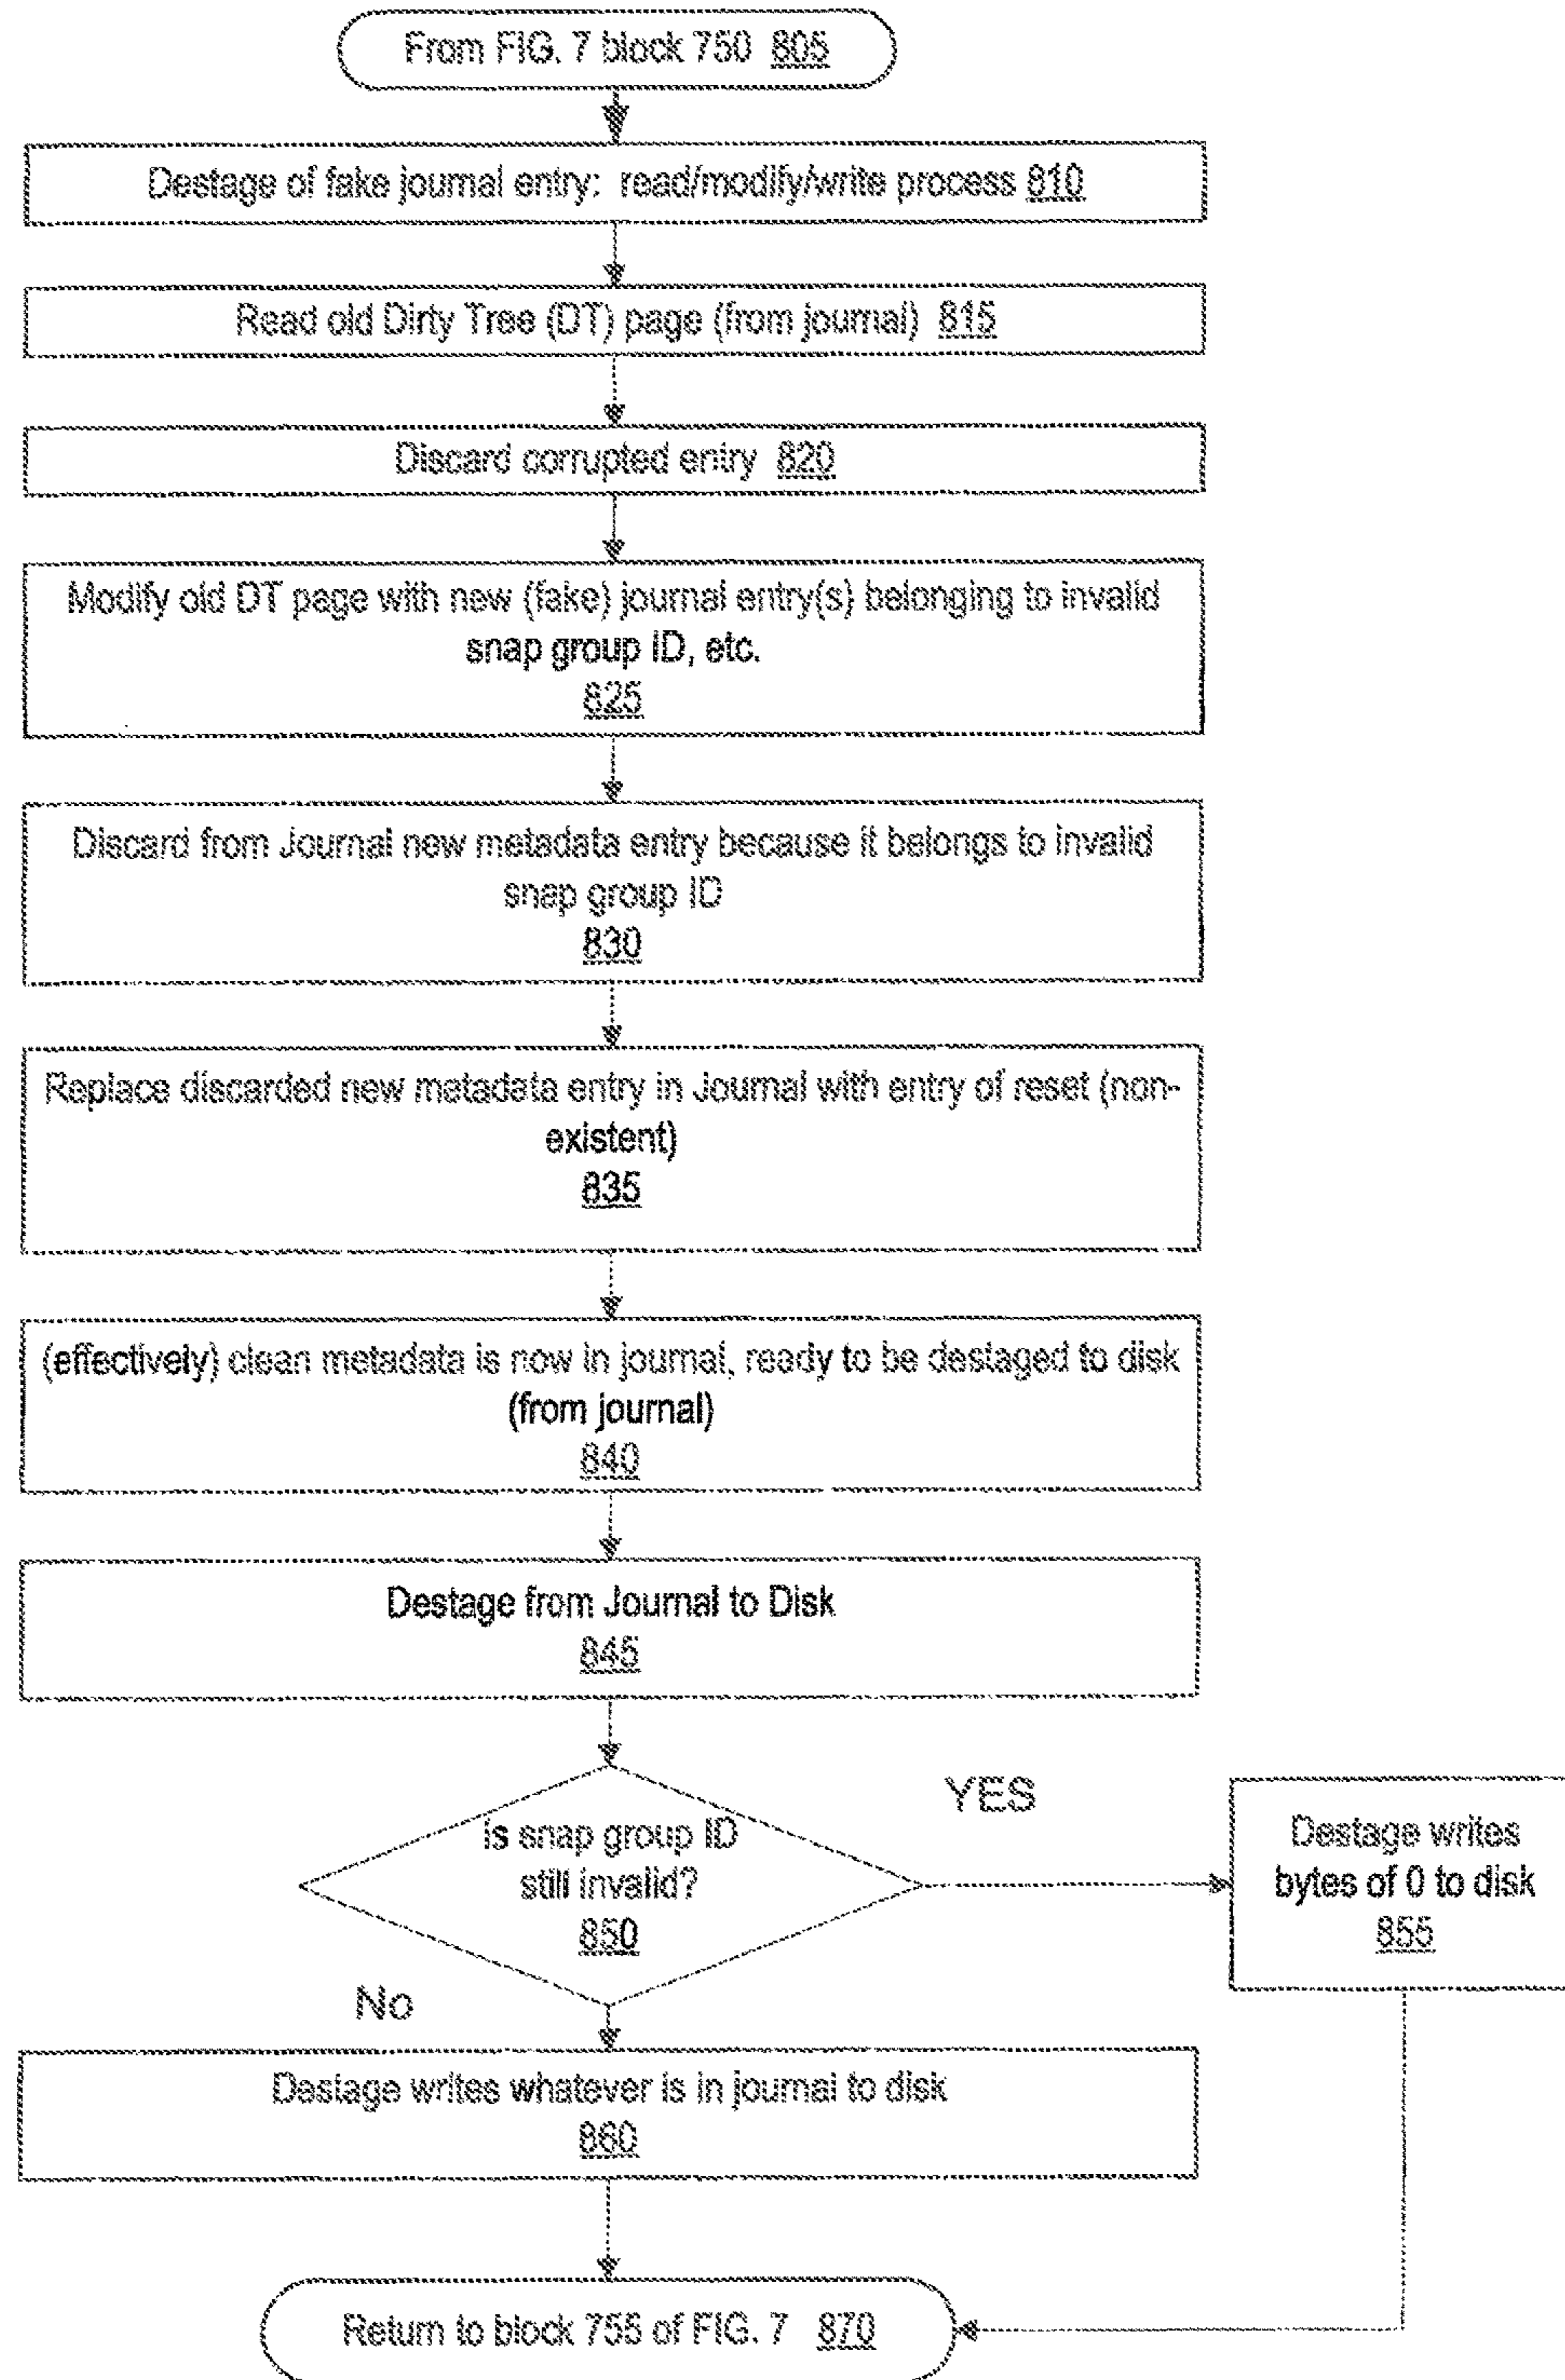 From FIG. 7 block 750 805
Destage of fake journal entry: read/modify/write process 810
Read old Dirty Tree (DT) page (from journal) 815
Discard corrupted entry 820
Modify old DT page with new (fake) journal entry(s) belonging to invalid
snap group ID, etc.
825
Discard from Journal new metadata entry because it belongs to invalid
snap group ID
830
Replace discarded new metadata entry in Journal with entry of reset (non-
existent)
835
(effectively) clean metadata is now in journal, ready to be destaged to disk
(from journal)
840
Destage from Journal to Disk
845
YES
is snap group ID
still invalid?
850
Destage writes
bytes of 0 to disk
855
No
Destage writes whatever is in journal to disk
860
Return to block 755 of FIG. 7 870